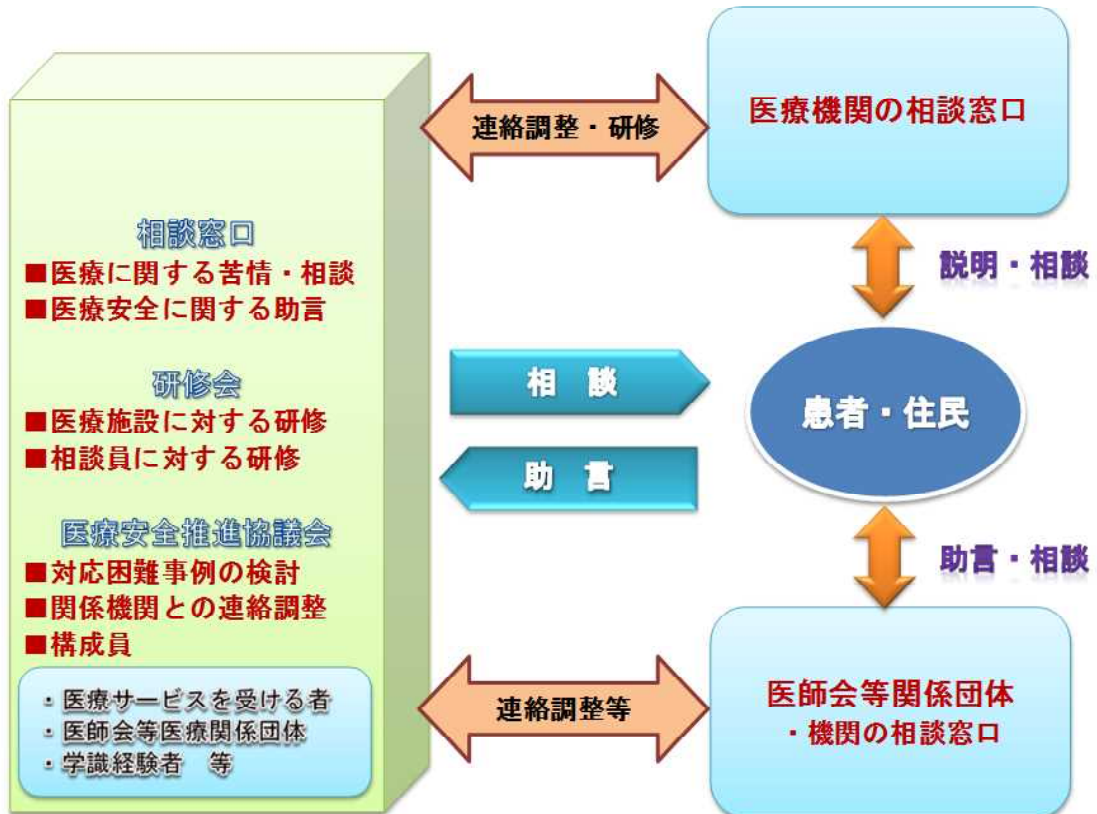 相談窓口
■医療に関する苦情・相談
■医療安全に関する助言
研修会
■医療施設に対する研修
■相談員に対する研修
医療安全推進協議会
■対応困難事例の検討
■関係機関との連絡調整
■構成員
・医療サービスを受ける者
・医師会等医療関係団体
・学識経験者　等
連絡調整・研修
医療機関の相談窓口
説明・相談
相　談
助　言
患者・住民
助言・相談
連絡調整等
医師会等関係団体
・機関の相談窓口